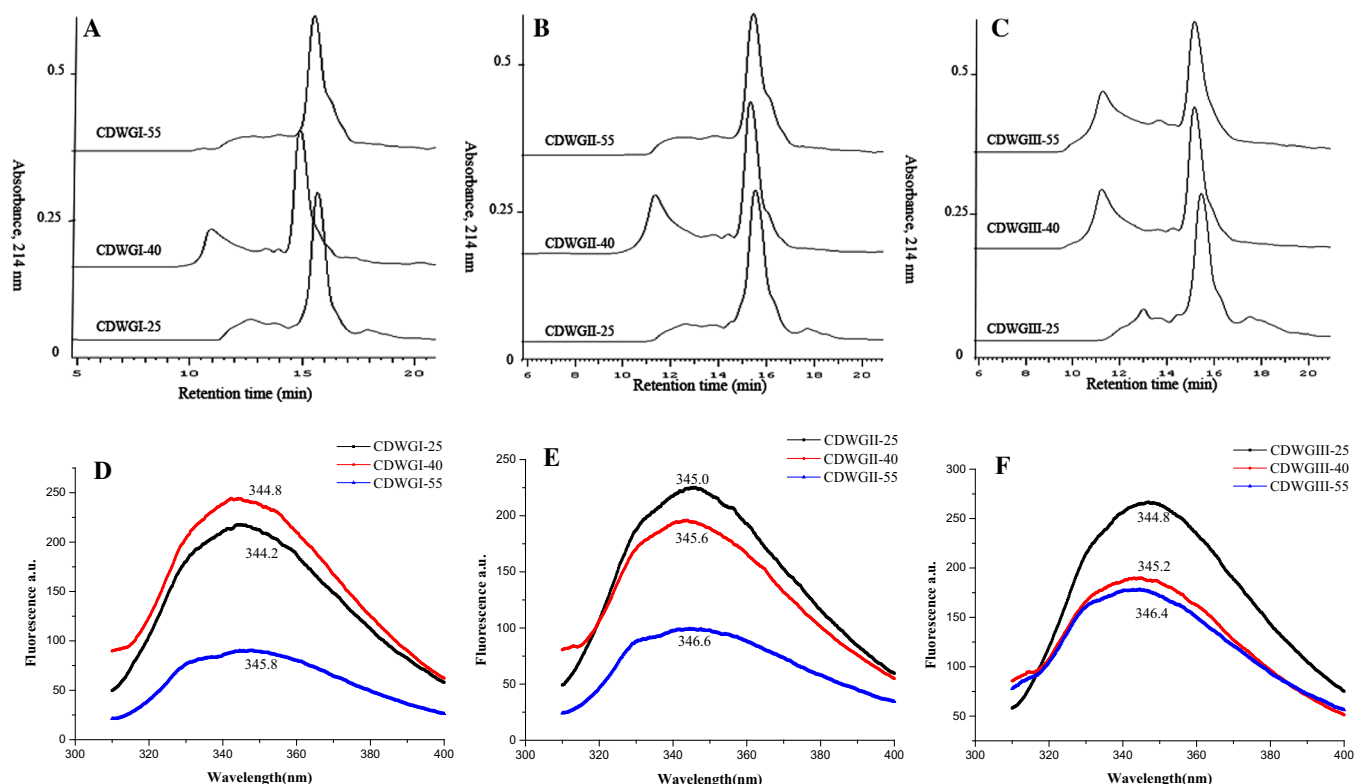 A
0.5
CDWGI-55
0.25
CDWGI-40
CDWGI-25
0
Absorbance, 214 nm
5 10 15 20
Retention time (min)
B
0.5
CDWGII-55
0.25
CDWGII-40
CDWGII-25
0
Absorbance, 214 nm
6 8 10 12 14 16 18 20
Retention time (min)
C
0.5
CDWGIII-55
0.25
CDWGIII-40
CDWGIII-25
0
Absorbance, 214 nm
6 8 10 12 14 16 18 20
Retention time (min)
D
CDWGI-25
CDWGI-40
CDWGI-55
250
200
150
100
50
0
Fluorescence a.u.
344.8
344.2
345.8
300 320 340 360 380 400
Wavelength(nm)
E
CDWGII-25
CDWGII-40
CDWGII-55
250
225
200
175
150
125
100
75
50
25
0
Fluorescence a.u.
345.0
345.6
346.6
300 320 340 360 380 400
Wavelength(nm)
F
CDWGIII-25
CDWGIII-40
CDWGIII-55
300
250
200
150
100
50
Fluorescence a.u.
344.8
345.2
346.4
300 320 340 360 380 400
Wavelength(nm)